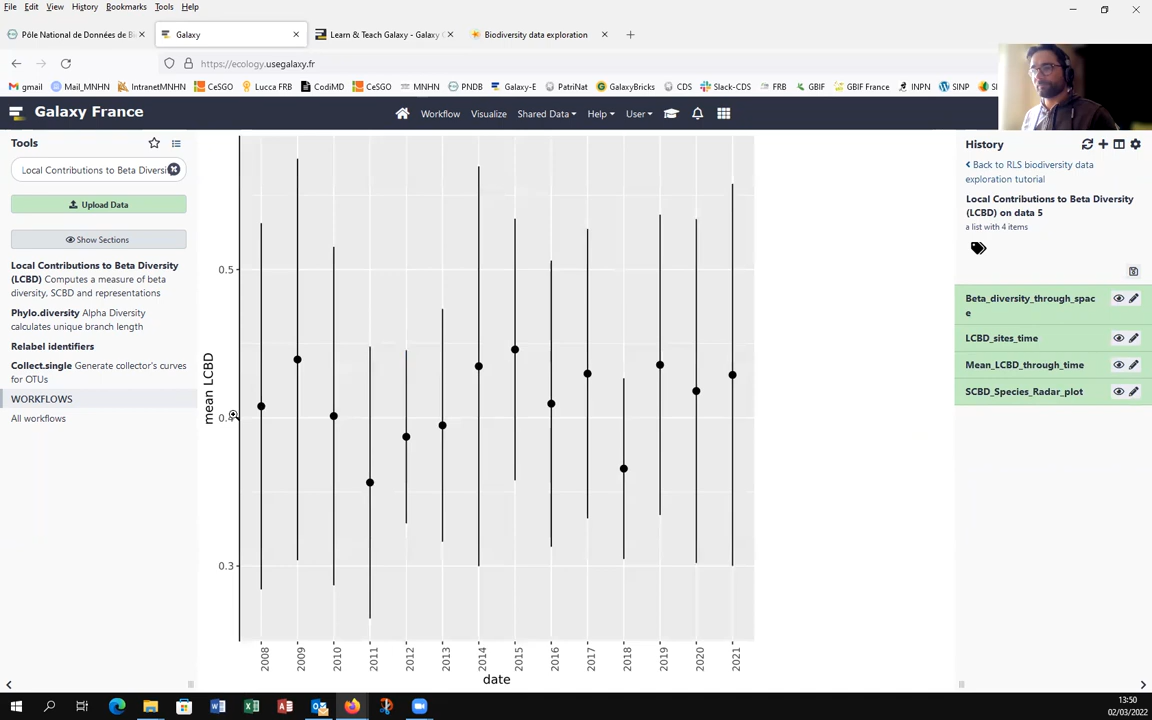 File Edit View History Bookmarks Tools Help
Pôle National de Données de Bi
Galaxy
Learn & Teach Galaxy - Galaxy C
Biodiversity data exploration
https://ecology.usegalaxy.fr
gmail Mail_MNHN IntranetMNHN CeSGO Lucca FRB CodiMD CeSGO MNHN PNDB Galaxy-E PatriNat GalaxyBricks CDS Slack-CDS FRB GBIF GBIF France INPN SINP
Galaxy France
Workflow Visualize Shared Data Help User
Tools
Local Contributions to Beta Diversi
Upload Data
Show Sections
Local Contributions to Beta Diversity
(LCBD) Computes a measure of beta
diversity, SCBD and representations
Phylo.diversity Alpha Diversity
calculates unique branch length
Relabel identifiers
Collect.single Generate collector's curves
for OTUs
WORKFLOWS
All workflows
mean LCBD
0.5
0.4
0.3
2008 2009 2010 2011 2012 2013 2014 2015 2016 2017 2018 2019 2020 2021
date
History
Back to RLS biodiversity data
exploration tutorial
Local Contributions to Beta Diversity
(LCBD) on data 5
a list with 4 items
Beta_diversity_through_spac
e
LCBD_sites_time
Mean_LCBD_through_time
SCBD_Species_Radar_plot
13:50
02/03/2022